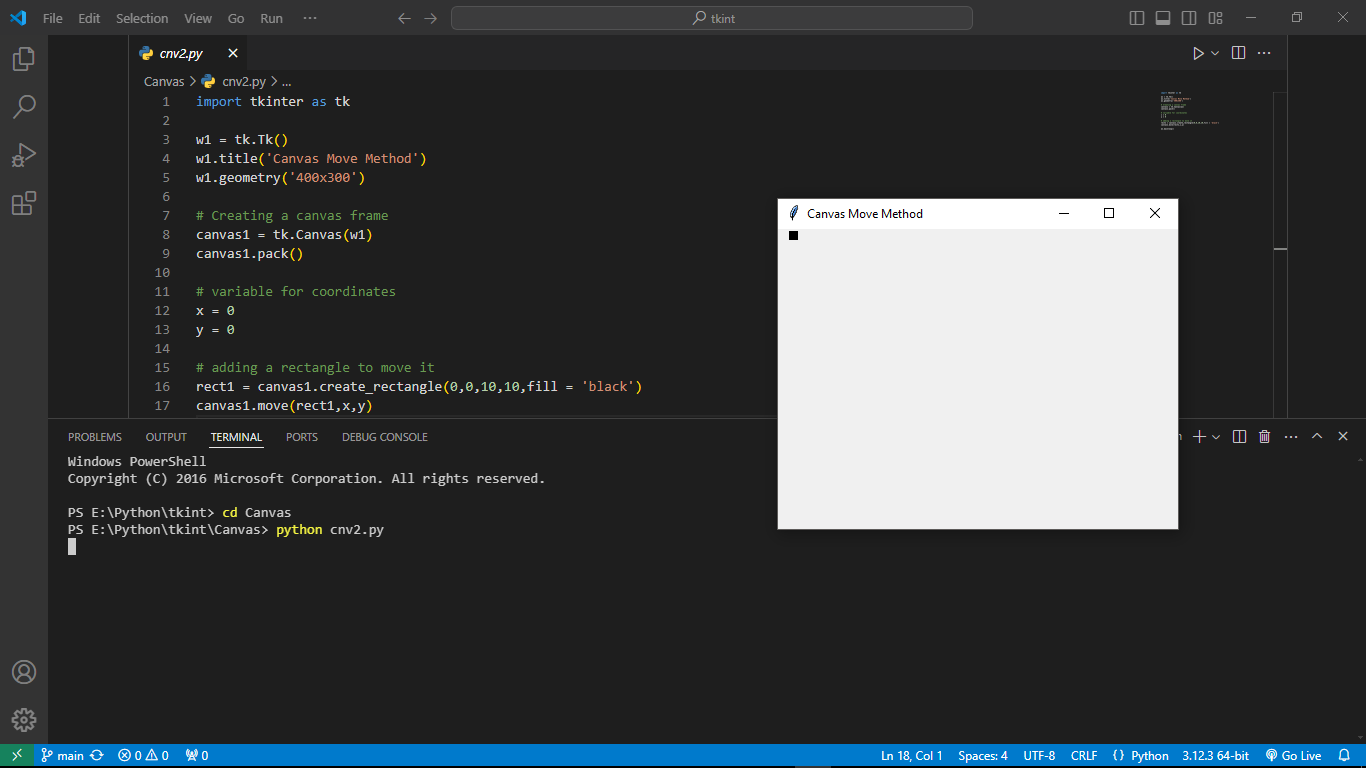 File Edit Selection View Go Run ···
tkint
cnv2.py
Canvas > cnv2.py > ...
1 import tkinter as tk
2
3 w1 = tk.Tk()
4 w1.title('Canvas Move Method')
5 w1.geometry('400x300')
6
7 # Creating a canvas frame
8 canvas1 = tk.Canvas(w1)
9 canvas1.pack()
10
11 # variable for coordinates
12 x = 0
13 y = 0
14
15 # adding a rectangle to move it
16 rect1 = canvas1.create_rectangle(0,0,10,10,fill = 'black')
17 canvas1.move(rect1,x,y)
Canvas Move Method
PROBLEMS OUTPUT TERMINAL PORTS DEBUG CONSOLE
Windows PowerShell
Copyright (C) 2016 Microsoft Corporation. All rights reserved.
PS E:\Python\tkint> cd Canvas
PS E:\Python\tkint\Canvas> python cnv2.py
main 0 0 0 Ln 18, Col 1 Spaces: 4 UTF-8 CRLF {} Python 3.12.3 64-bit Go Live